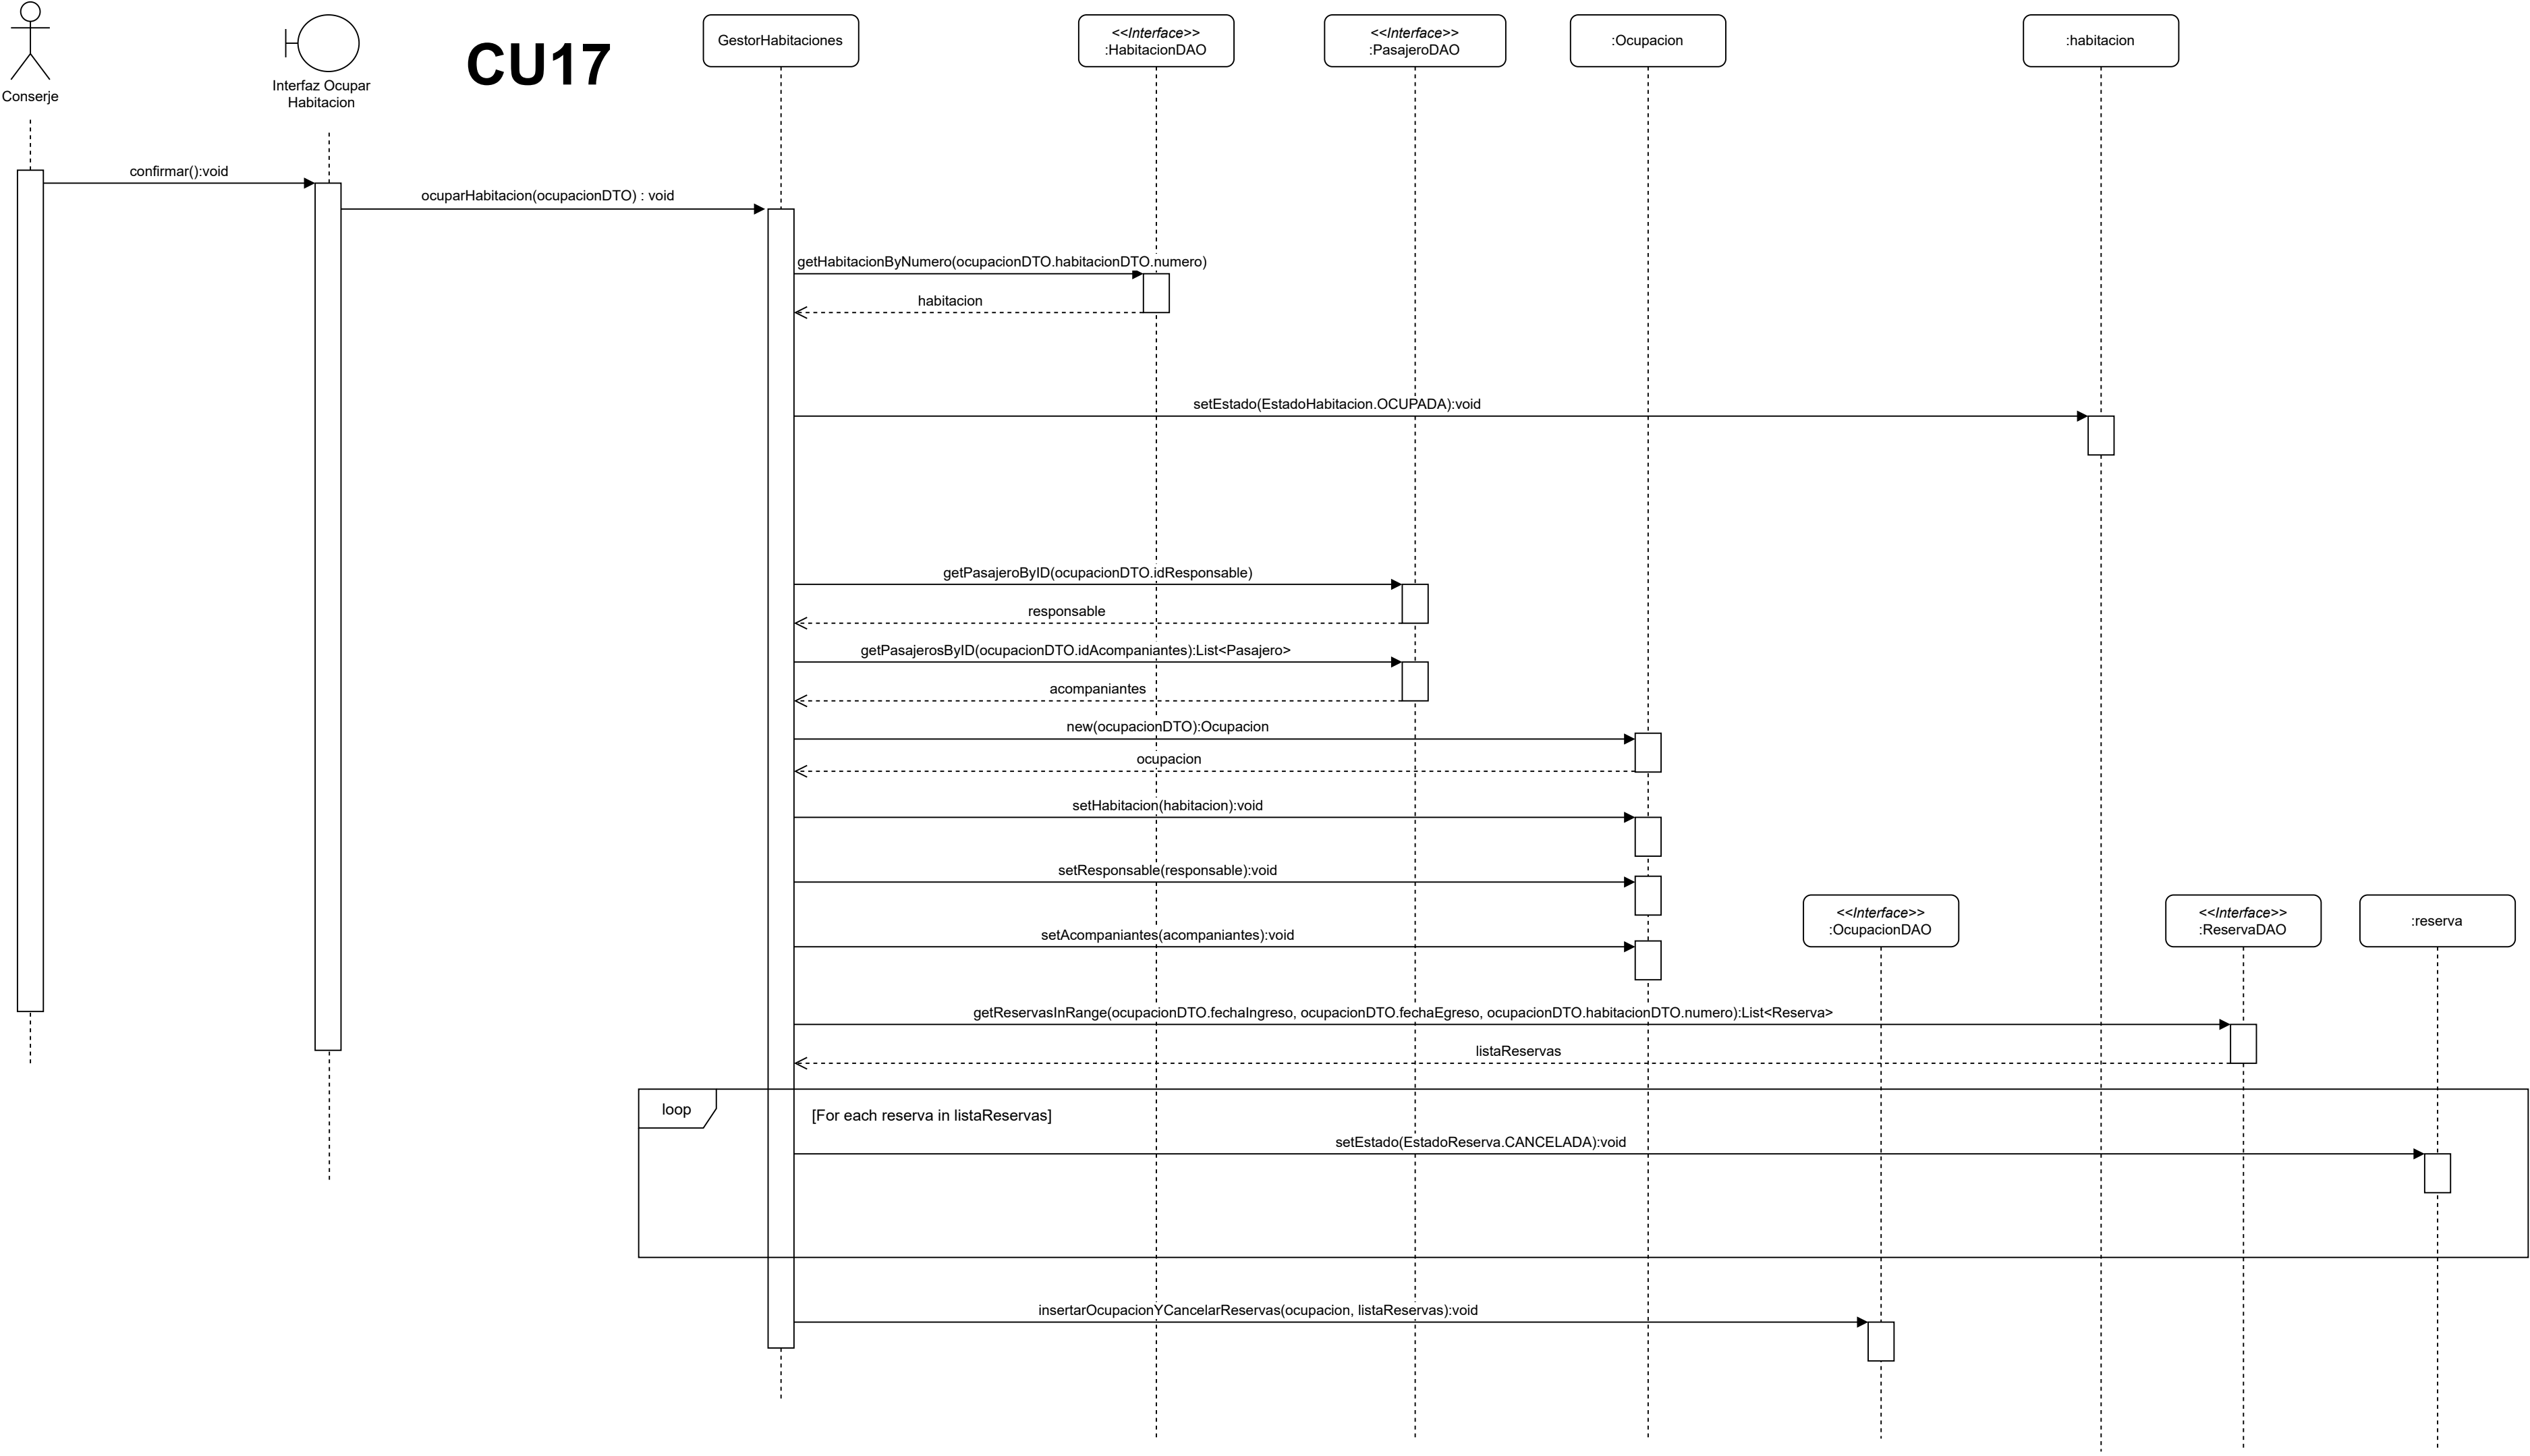 CU17
Conserje
Interfaz Ocupar
Habitacion
GestorHabitaciones
<<Interface>>
:HabitacionDAO
<<Interface>>
:PasajeroDAO
:Ocupacion
:habitacion
confirmar():void
ocuparHabitacion(ocupacionDTO) : void
getHabitacionByNumero(ocupacionDTO.habitacionDTO.numero)
habitacion
setEstado(EstadoHabitacion.OCUPADA):void
getPasajeroByID(ocupacionDTO.idResponsable)
responsable
getPasajerosByID(ocupacionDTO.idAcompaniantes):List<Pasajero>
acompaniantes
new(ocupacionDTO):Ocupacion
ocupacion
setHabitacion(habitacion):void
setResponsable(responsable):void
<<Interface>>
:OcupacionDAO
<<Interface>>
:ReservaDAO
:reserva
setAcompaniantes(acompaniantes):void
getReservasInRange(ocupacionDTO.fechaIngreso, ocupacionDTO.fechaEgreso, ocupacionDTO.habitacionDTO.numero):List<Reserva>
listaReservas
loop
[For each reserva in listaReservas]
setEstado(EstadoReserva.CANCELADA):void
insertarOcupacionYCancelarReservas(ocupacion, listaReservas):void